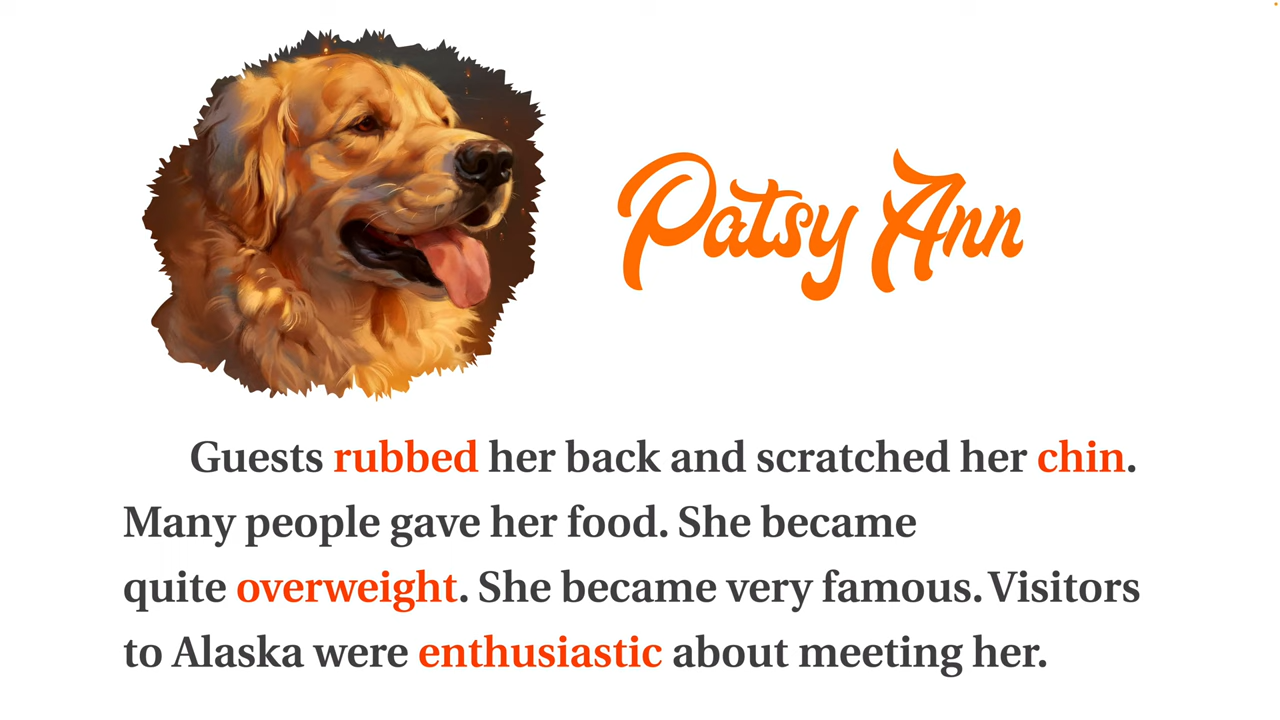 Patsy Ann
Guests rubbed her back and scratched her chin.
Many people gave her food. She became
quite overweight. She became very famous. Visitors
to Alaska were enthusiastic about meeting her.